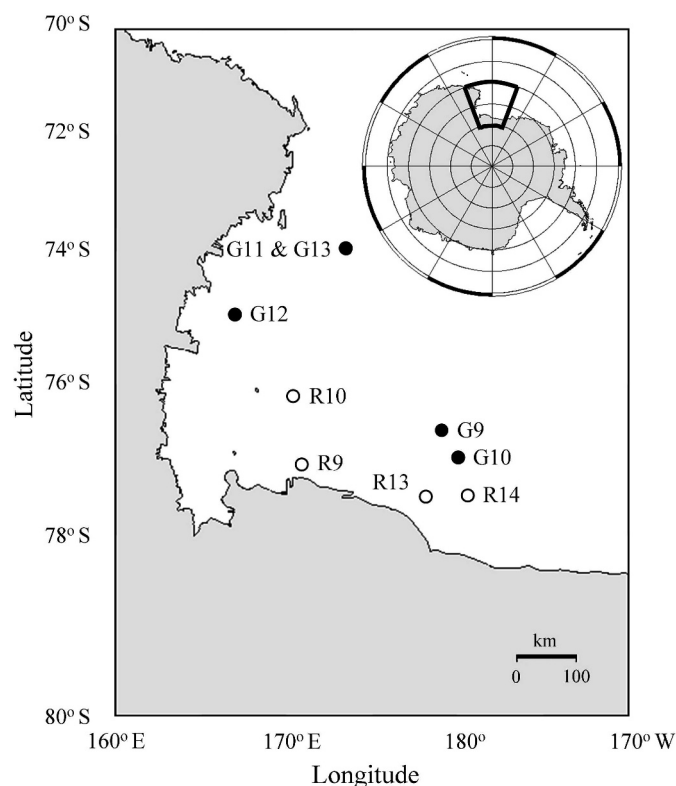 70° S
72° S
74° S
76° S
78° S
80° S
Latitude
G11 & G13
G12
R10
G9
R9
G10
R13
R14
km
0 100
160° E 170° E 180° 170° W
Longitude